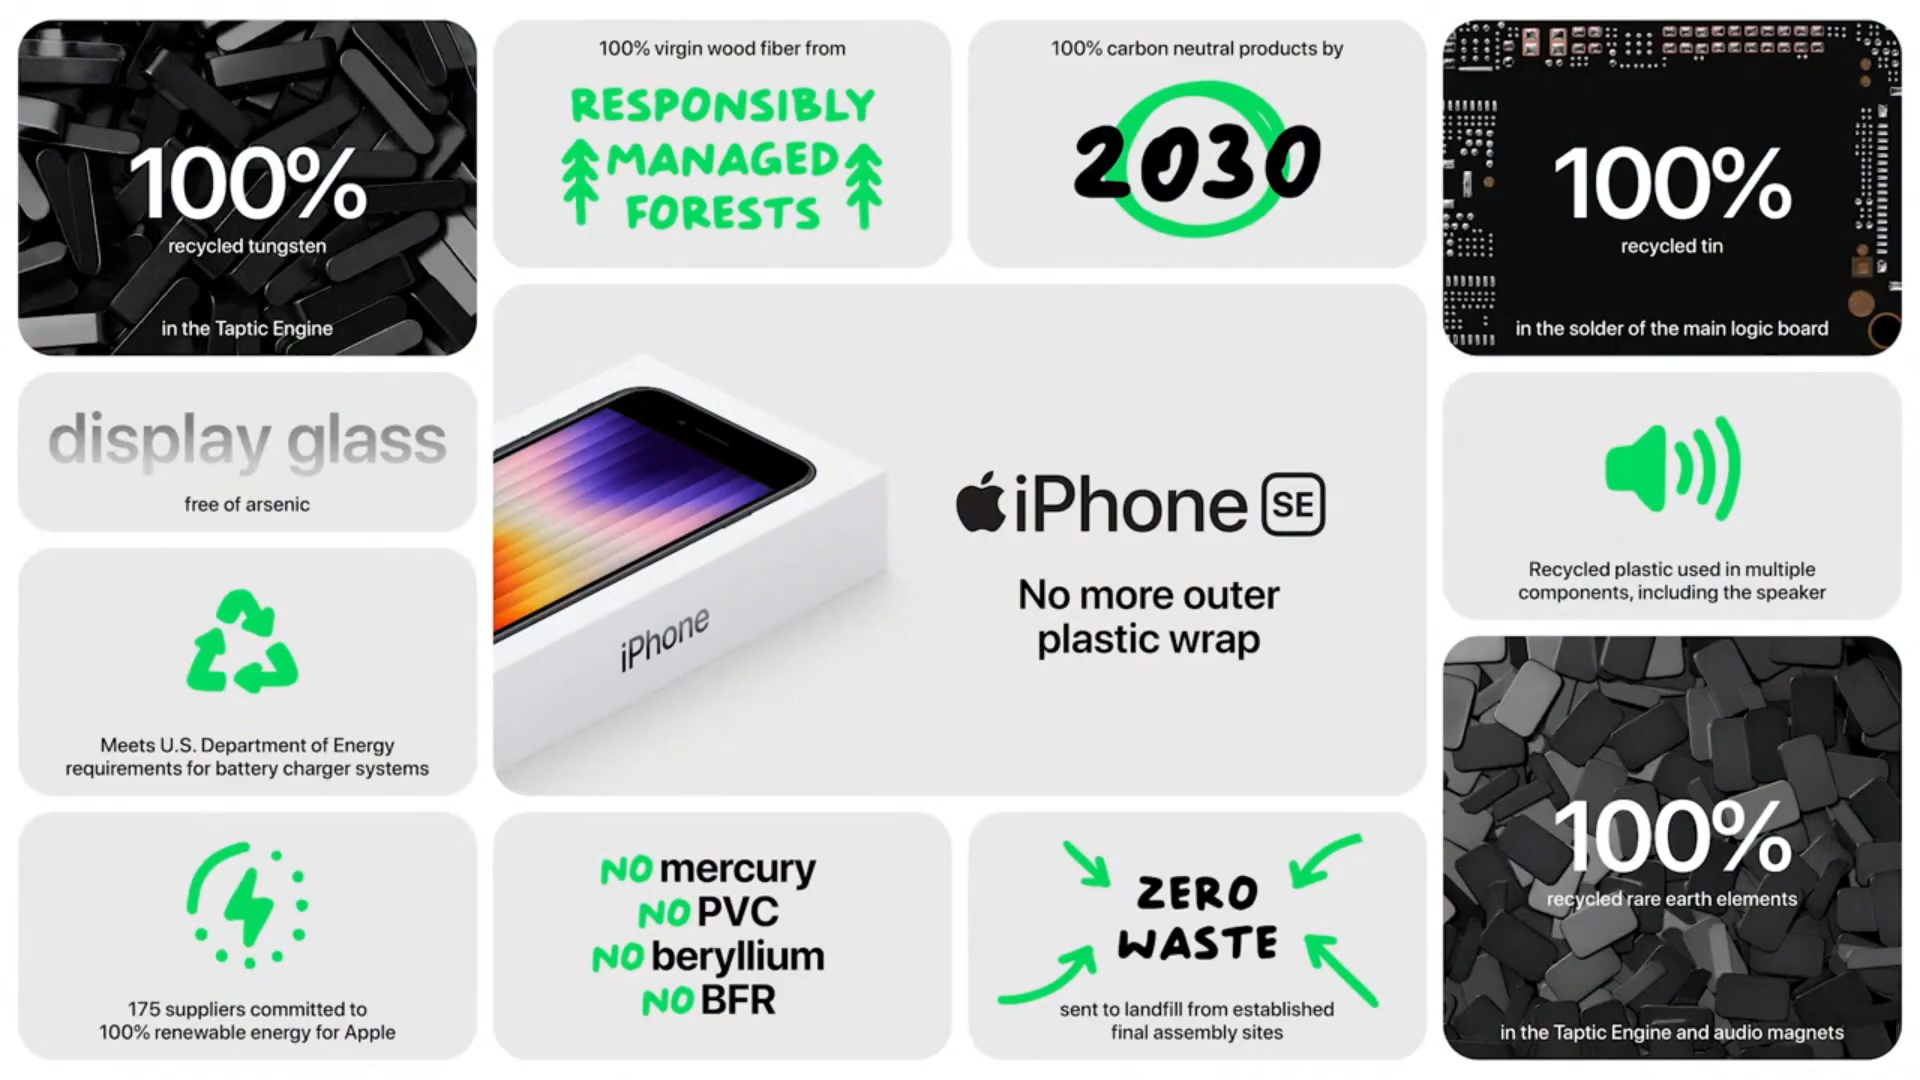 100%
recycled tungsten
in the Taptic Engine
100% virgin wood fiber from
RESPONSIBLY
MANAGED
FORESTS
100% carbon neutral products by
2030
100%
recycled tin
in the solder of the main logic board
display glass
free of arsenic
iPhone
iPhone SE
No more outer
plastic wrap
Recycled plastic used in multiple
components, including the speaker
Meets U.S. Department of Energy
requirements for battery charger systems
100%
recycled rare earth elements
in the Taptic Engine and audio magnets
175 suppliers committed to
100% renewable energy for Apple
NO mercury
NO PVC
NO beryllium
NO BFR
ZERO
WASTE
sent to landfill from established
final assembly sites